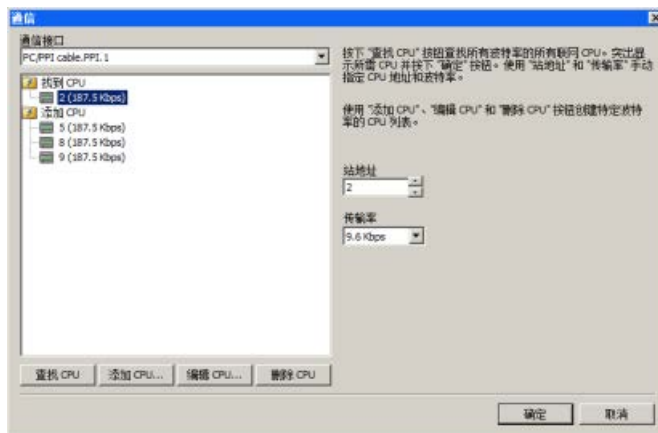 通信
通信接口
PC/PPI cable.PPI.1
找到 CPU
2 (187.5 Kbps)
添加 CPU
5 (187.5 Kbps)
8 (187.5 Kbps)
9 (187.5 Kbps)
按下 "查找 CPU" 按钮查找所有波特率的所有联网 CPU。突出显
示所需 CPU 并按下 "确定" 按钮。使用 "站地址" 和 "传输率" 手动
指定 CPU 地址和波特率。
使用 "添加 CPU"、"编辑 CPU" 和 "删除 CPU" 按钮创建特定波特
率的 CPU 列表。
站地址
2
传输率
9.6 Kbps
查找 CPU
添加 CPU...
编辑 CPU...
删除 CPU
确定
取消